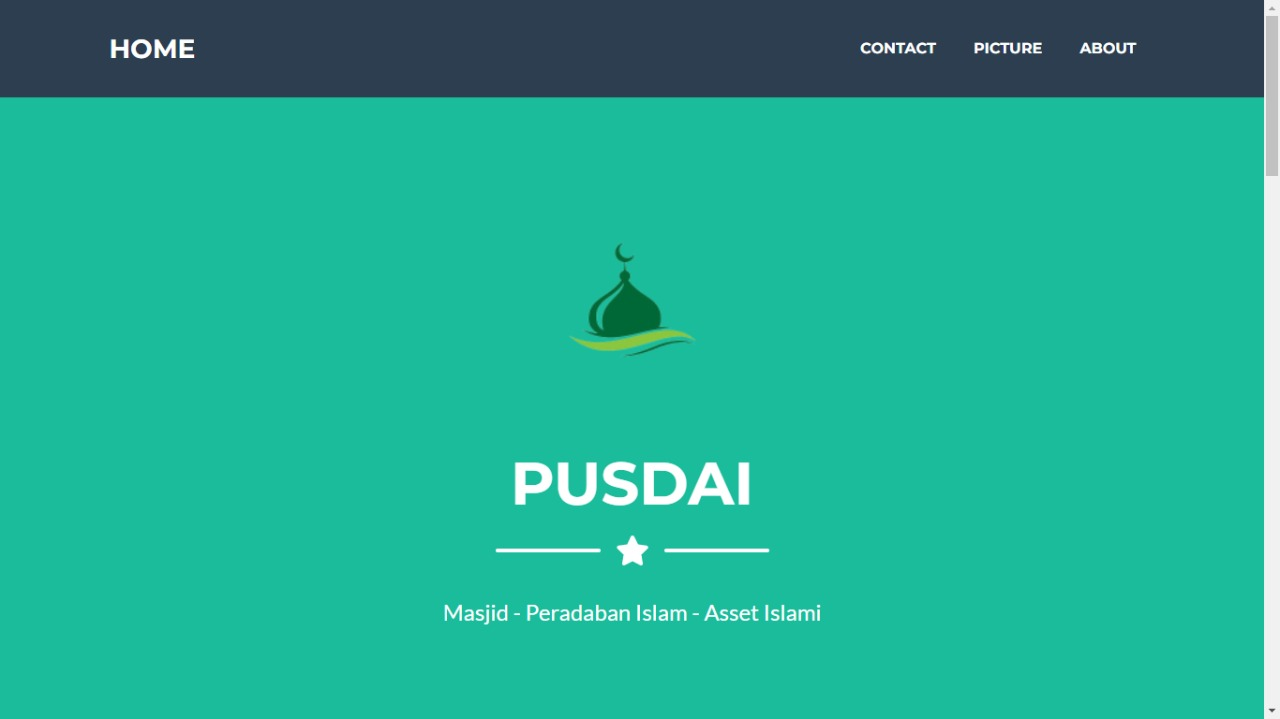 HOME
CONTACT PICTURE ABOUT
PUSDAI
Masjid - Peradaban Islam - Asset Islami